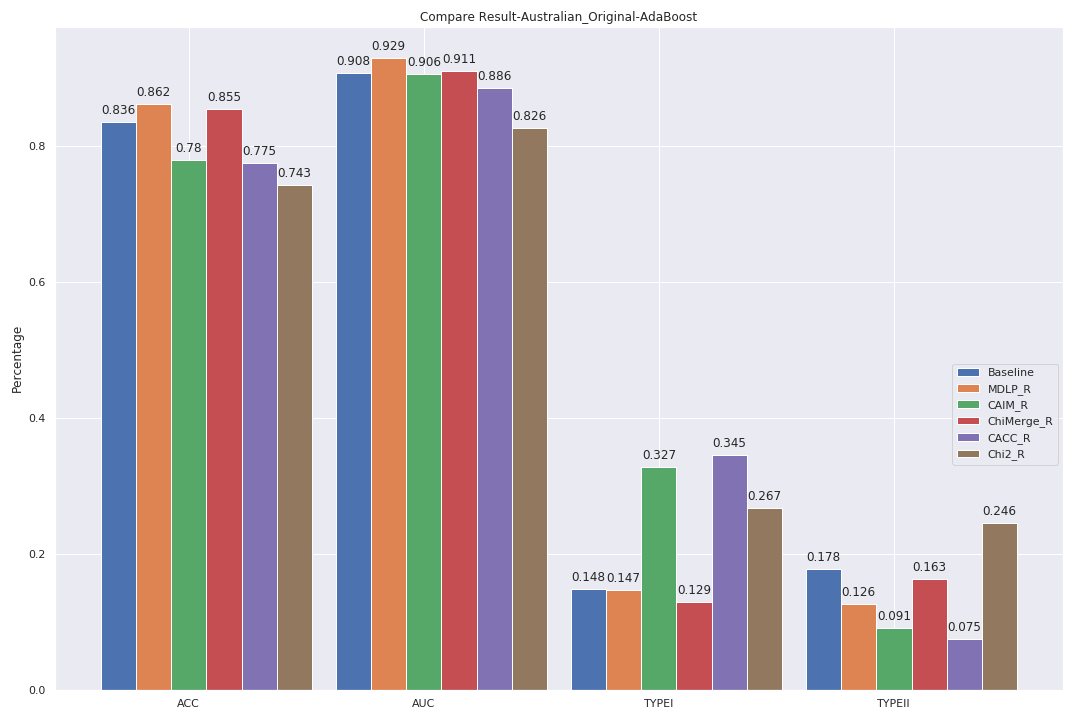 Compare Result-Australian_Original-AdaBoost
Percentage
0.8
0.6
0.4
0.2
0.0
0.836
0.862
0.78
0.855
0.775
0.743
0.908
0.929
0.906
0.911
0.886
0.826
0.148
0.147
0.327
0.129
0.345
0.267
0.178
0.126
0.091
0.163
0.075
0.246
ACC
AUC
TYPEI
TYPEII
Baseline
MDLP_R
CAIM_R
ChiMerge_R
CACC_R
Chi2_R